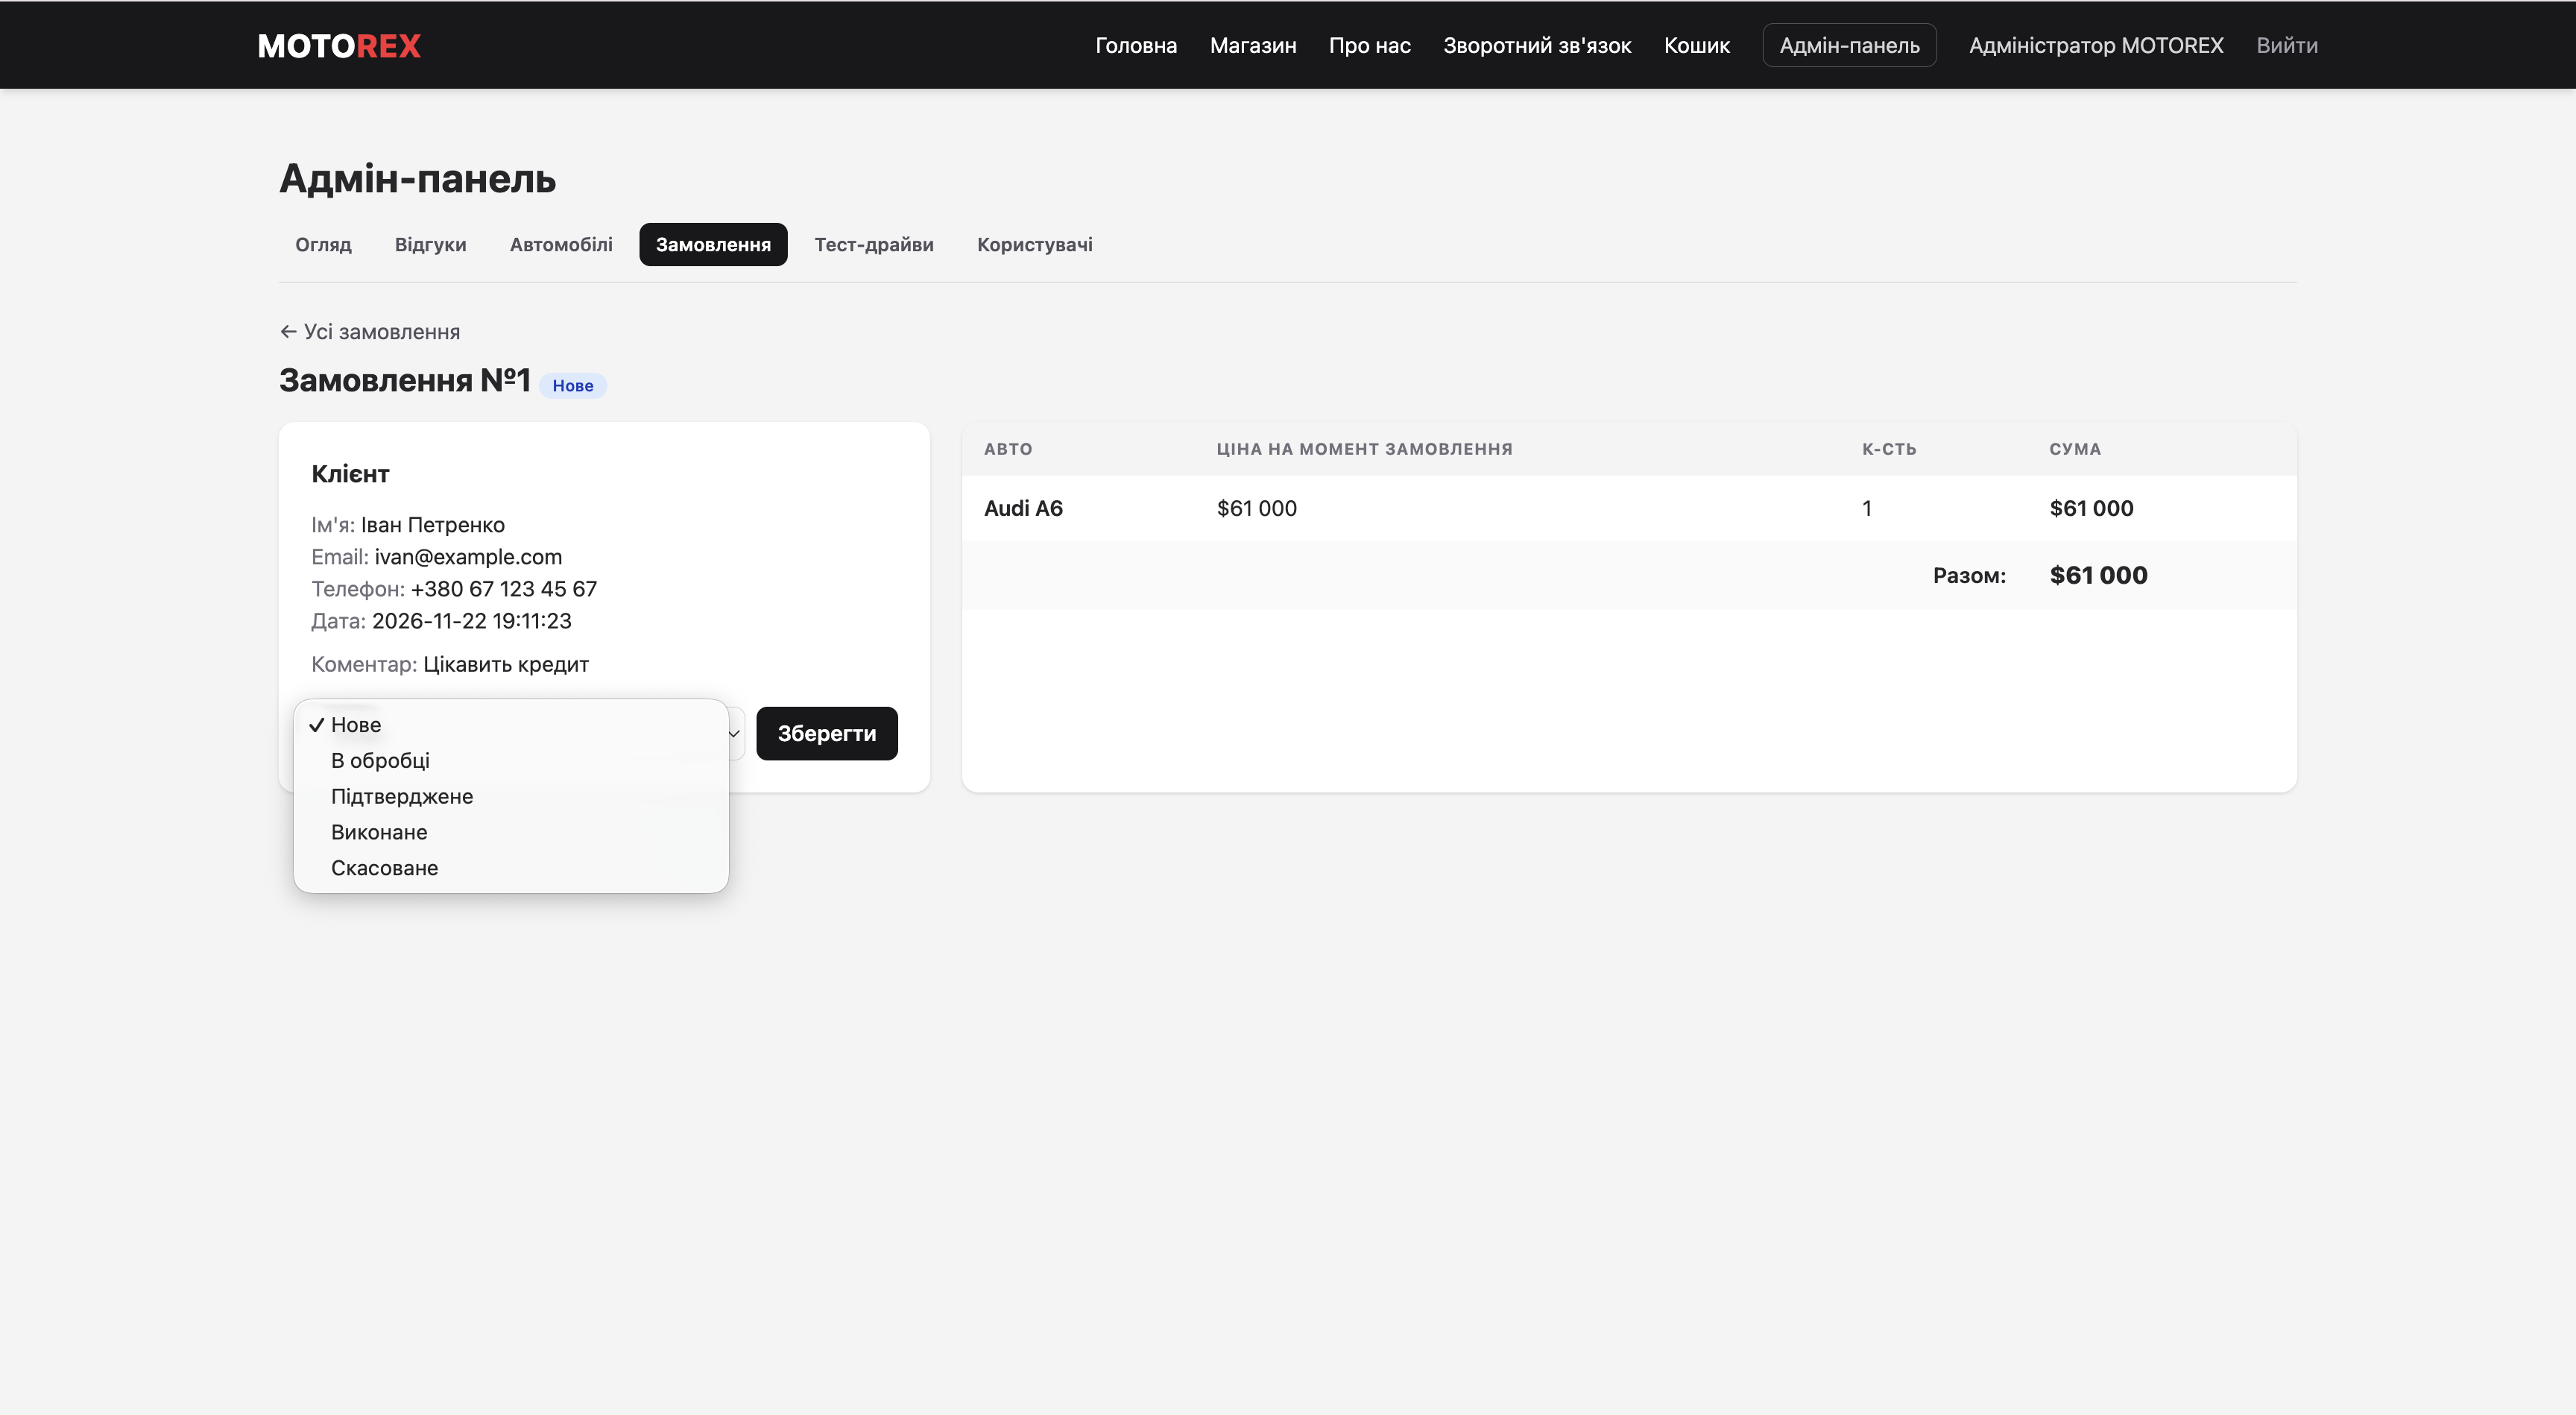 MOTOREX
Головна Магазин Про нас Зворотний зв'язок Кошик Адмін-панель Адміністратор MOTOREX Вийти
Адмін-панель
Огляд Відгуки Автомобілі Замовлення Тест-драйви Користувачі
← Усі замовлення
Замовлення №1 Нове
Клієнт
Ім'я: Іван Петренко
Email: ivan@example.com
Телефон: +380 67 123 45 67
Дата: 2026-11-22 19:11:23
Коментар: Цікавить кредит
✓ Нове
В обробці
Підтверджене
Виконане
Скасоване
Зберегти
АВТО ЦІНА НА МОМЕНТ ЗАМОВЛЕННЯ К-СТЬ СУМА
Audi A6 $61 000 1 $61 000
Разом: $61 000